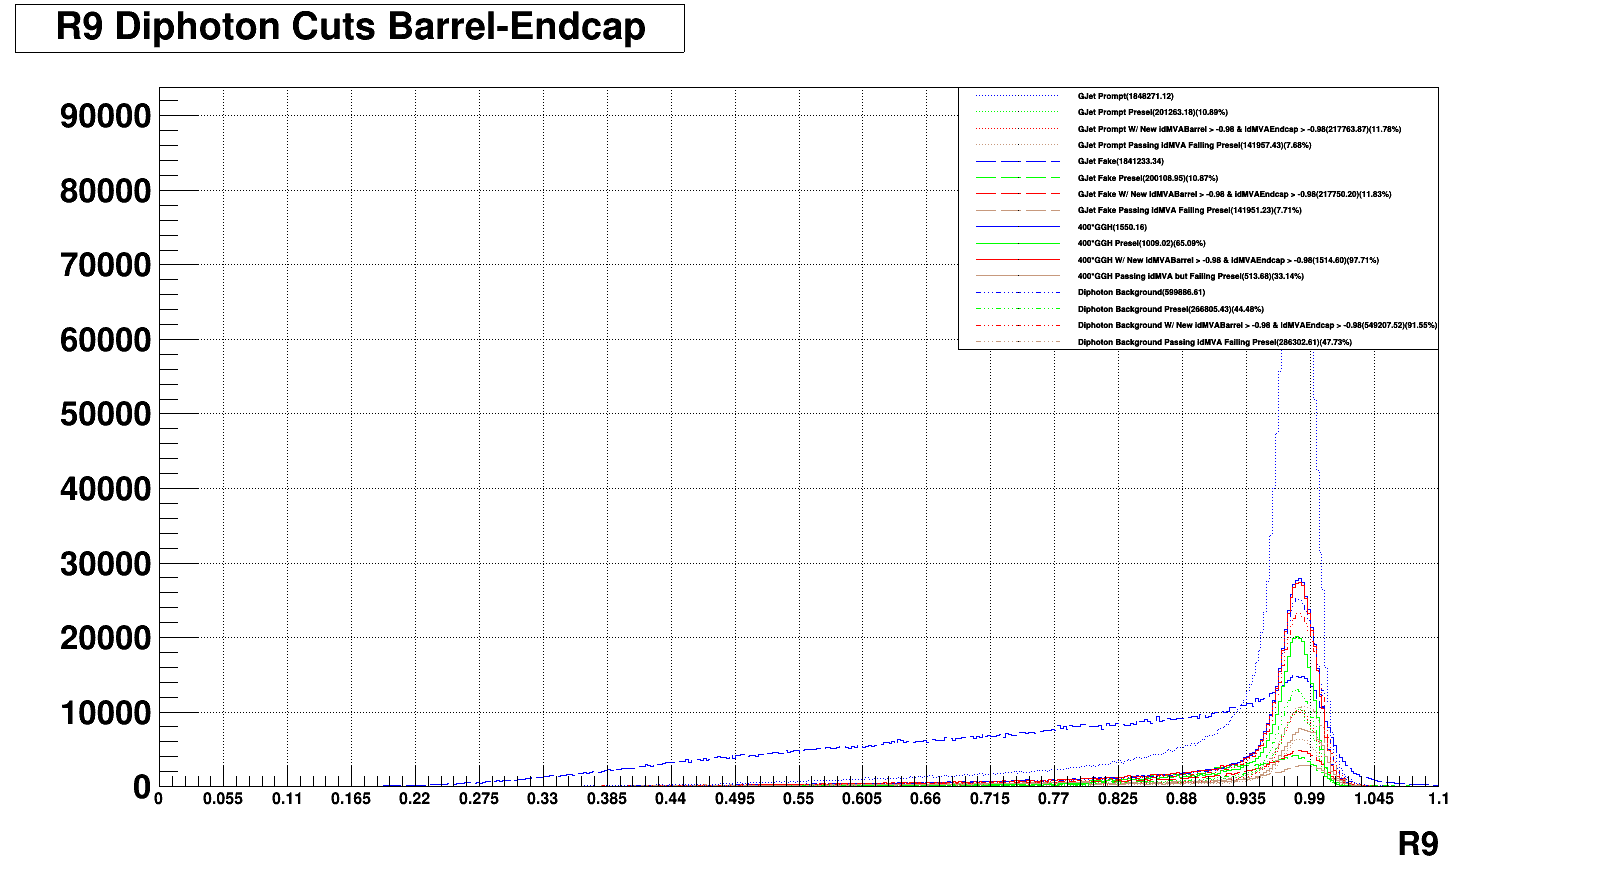 R9 Diphoton Cuts Barrel-Endcap
GJet Prompt(1848271.12)
GJet Prompt Presel(201263.18)(10.89%)
GJet Prompt W/ New idMVABarrel > -0.98 & idMVAEndcap > -0.98(217763.87)(11.78%)
GJet Prompt Passing idMVA Failing Presel(141957.43)(7.68%)
GJet Fake(1841233.34)
GJet Fake Presel(200108.95)(10.87%)
GJet Fake W/ New idMVABarrel > -0.98 & idMVAEndcap > -0.98(217750.20)(11.83%)
GJet Fake Passing idMVA Failing Presel(141951.23)(7.71%)
400*GGH(1550.16)
400*GGH Presel(1009.02)(65.09%)
400*GGH W/ New idMVABarrel > -0.98 & idMVAEndcap > -0.98(1514.60)(97.71%)
400*GGH Passing idMVA but Failing Presel(513.68)(33.14%)
Diphoton Background(599886.61)
Diphoton Background Presel(266805.43)(44.48%)
Diphoton Background W/ New idMVABarrel > -0.98 & idMVAEndcap > -0.98(549207.52)(91.55%)
Diphoton Background Passing idMVA Failing Presel(286302.61)(47.73%)
90000
80000
70000
60000
50000
40000
30000
20000
10000
0
0 0.055 0.11 0.165 0.22 0.275 0.33 0.385 0.44 0.495 0.55 0.605 0.66 0.715 0.77 0.825 0.88 0.935 0.99 1.045 1.1
R9